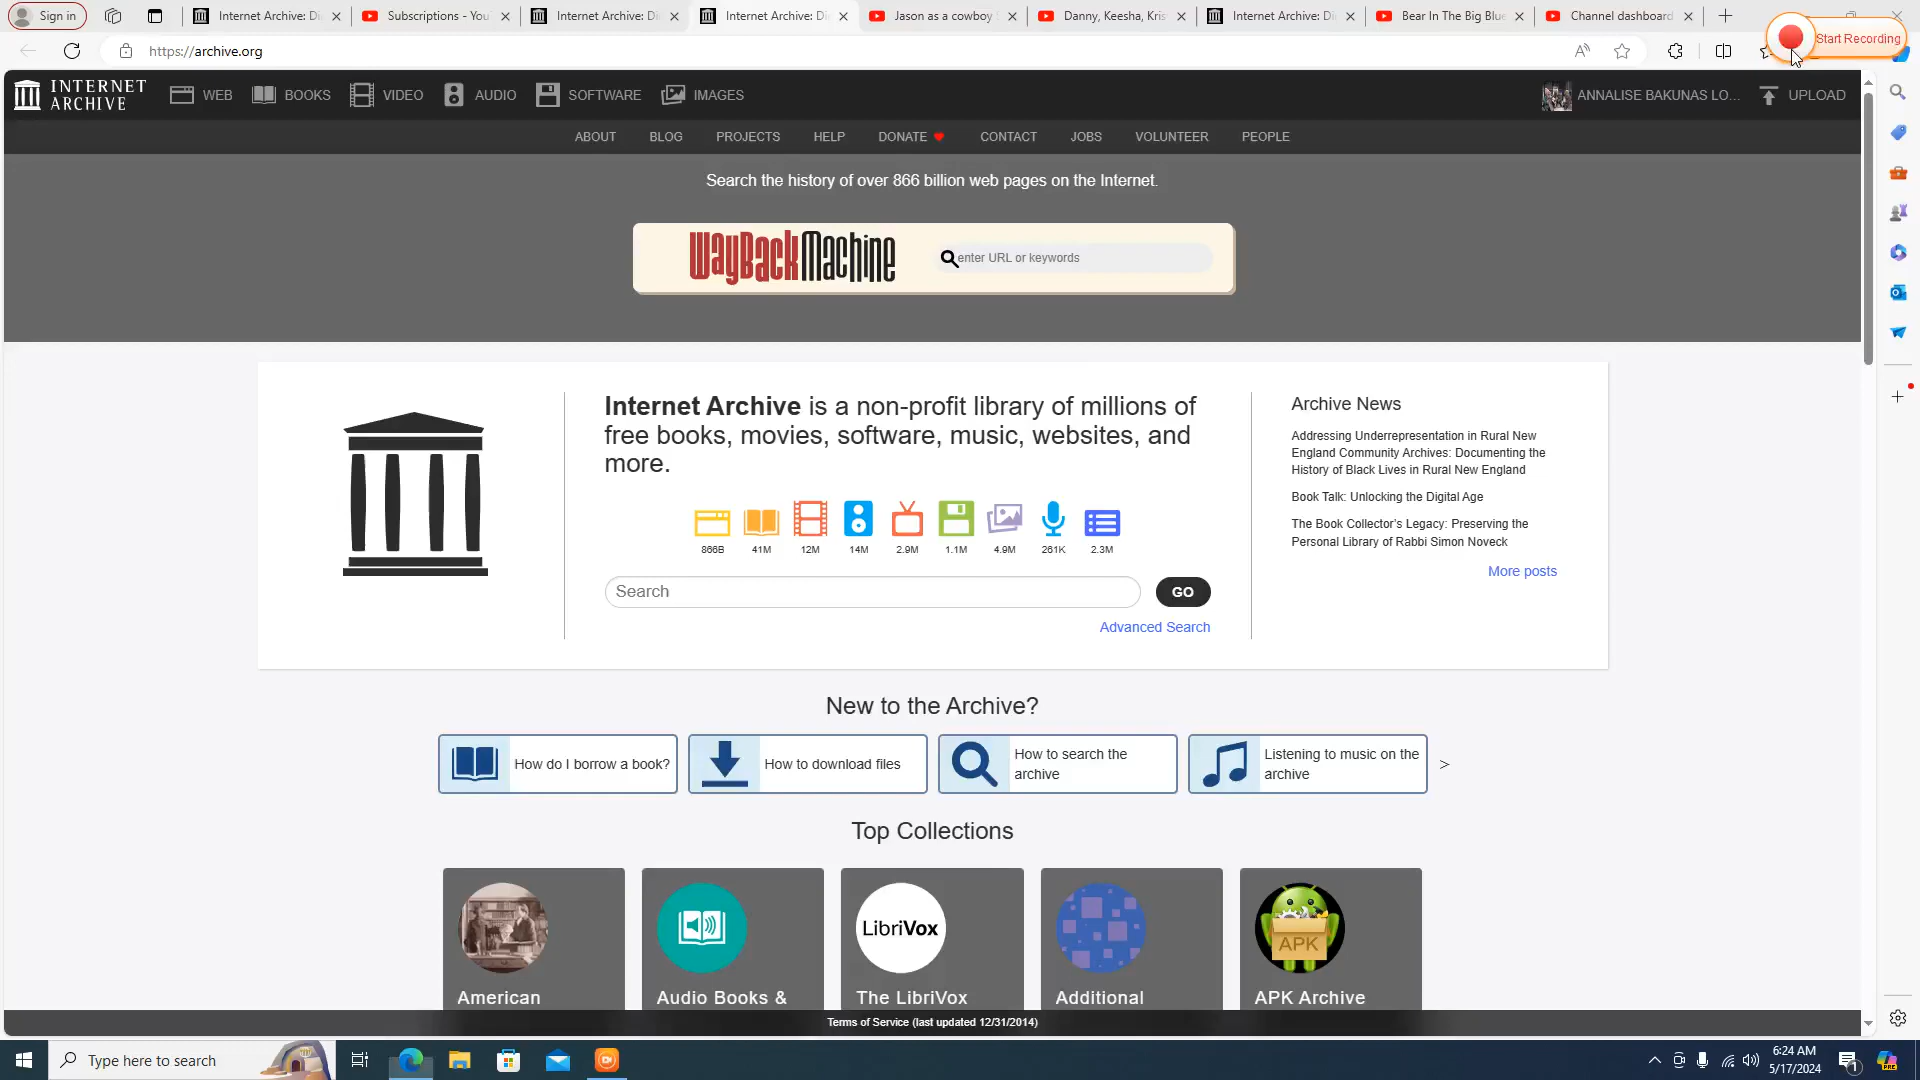 Sign in
Internet Archive: Di
Subscriptions - You
Internet Archive: Di
Internet Archive: Di
Jason as a cowboy
Danny, Keesha, Kris
Internet Archive: Di
Bear In The Big Blue
Channel dashboard
Start Recording
https://archive.org
INTERNET ARCHIVE
WEB
BOOKS
VIDEO
AUDIO
SOFTWARE
IMAGES
ANNALISE BAKUNAS LO...
UPLOAD
ABOUT
BLOG
PROJECTS
HELP
DONATE
CONTACT
JOBS
VOLUNTEER
PEOPLE
Search the history of over 866 billion web pages on the Internet.
WayBackMachine
enter URL or keywords
Internet Archive is a non-profit library of millions of
free books, movies, software, music, websites, and
more.
866B
41M
12M
14M
2.9M
1.1M
4.9M
261K
2.3M
Search
GO
Advanced Search
Archive News
Addressing Underrepresentation in Rural New
England Community Archives: Documenting the
History of Black Lives in Rural New England
Book Talk: Unlocking the Digital Age
The Book Collector's Legacy: Preserving the
Personal Library of Rabbi Simon Noveck
More posts
New to the Archive?
How do I borrow a book?
How to download files
How to search the
archive
Listening to music on the
archive
>
Top Collections
LibriVox
APK
American
Audio Books &
The LibriVox
Additional
APK Archive
Terms of Service (last updated 12/31/2014)
Type here to search
6:24 AM
5/17/2024
1